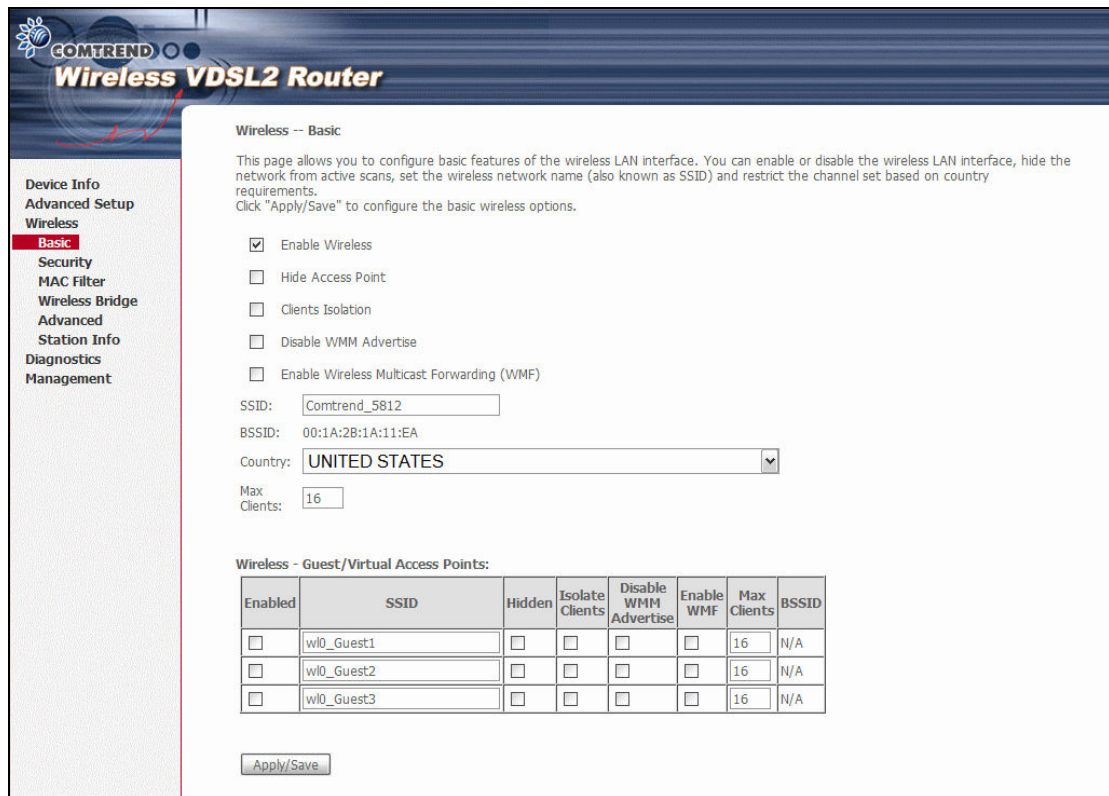 COMTREND
Wireless VDSL2 Router
Device Info
Advanced Setup
Wireless
Basic
Security
MAC Filter
Wireless Bridge
Advanced
Station Info
Diagnostics
Management
Wireless -- Basic
This page allows you to configure basic features of the wireless LAN interface. You can enable or disable the wireless LAN interface, hide the
network from active scans, set the wireless network name (also known as SSID) and restrict the channel set based on country
requirements.
Click "Apply/Save" to configure the basic wireless options.
Enable Wireless
Hide Access Point
Clients Isolation
Disable WMM Advertise
Enable Wireless Multicast Forwarding (WMF)
SSID: Comtrend_5812
BSSID: 00:1A:2B:1A:11:EA
Country: UNITED STATES
Max
Clients: 16
Wireless - Guest/Virtual Access Points:
Enabled SSID Hidden Isolate Clients Disable WMM Advertise Enable WMF Max Clients BSSID
wl0_Guest1 16 N/A
wl0_Guest2 16 N/A
wl0_Guest3 16 N/A
Apply/Save